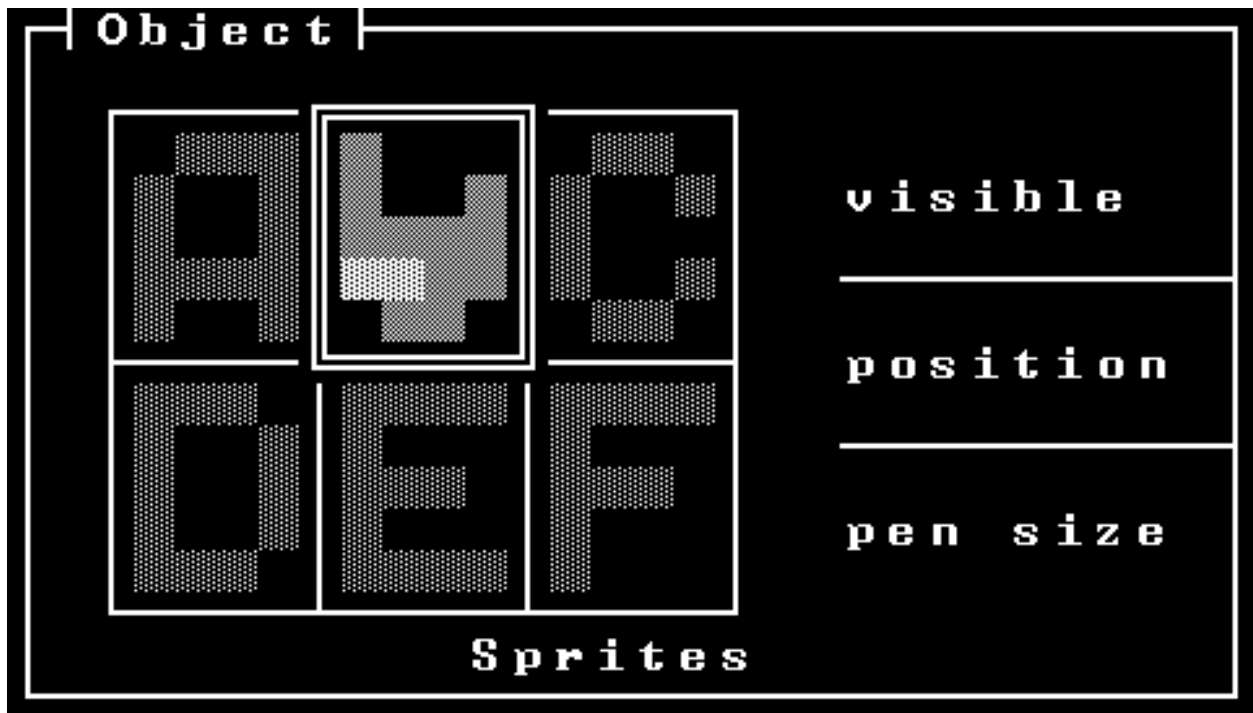 Object
A C
visible
position
D E F
pen size
Sprites